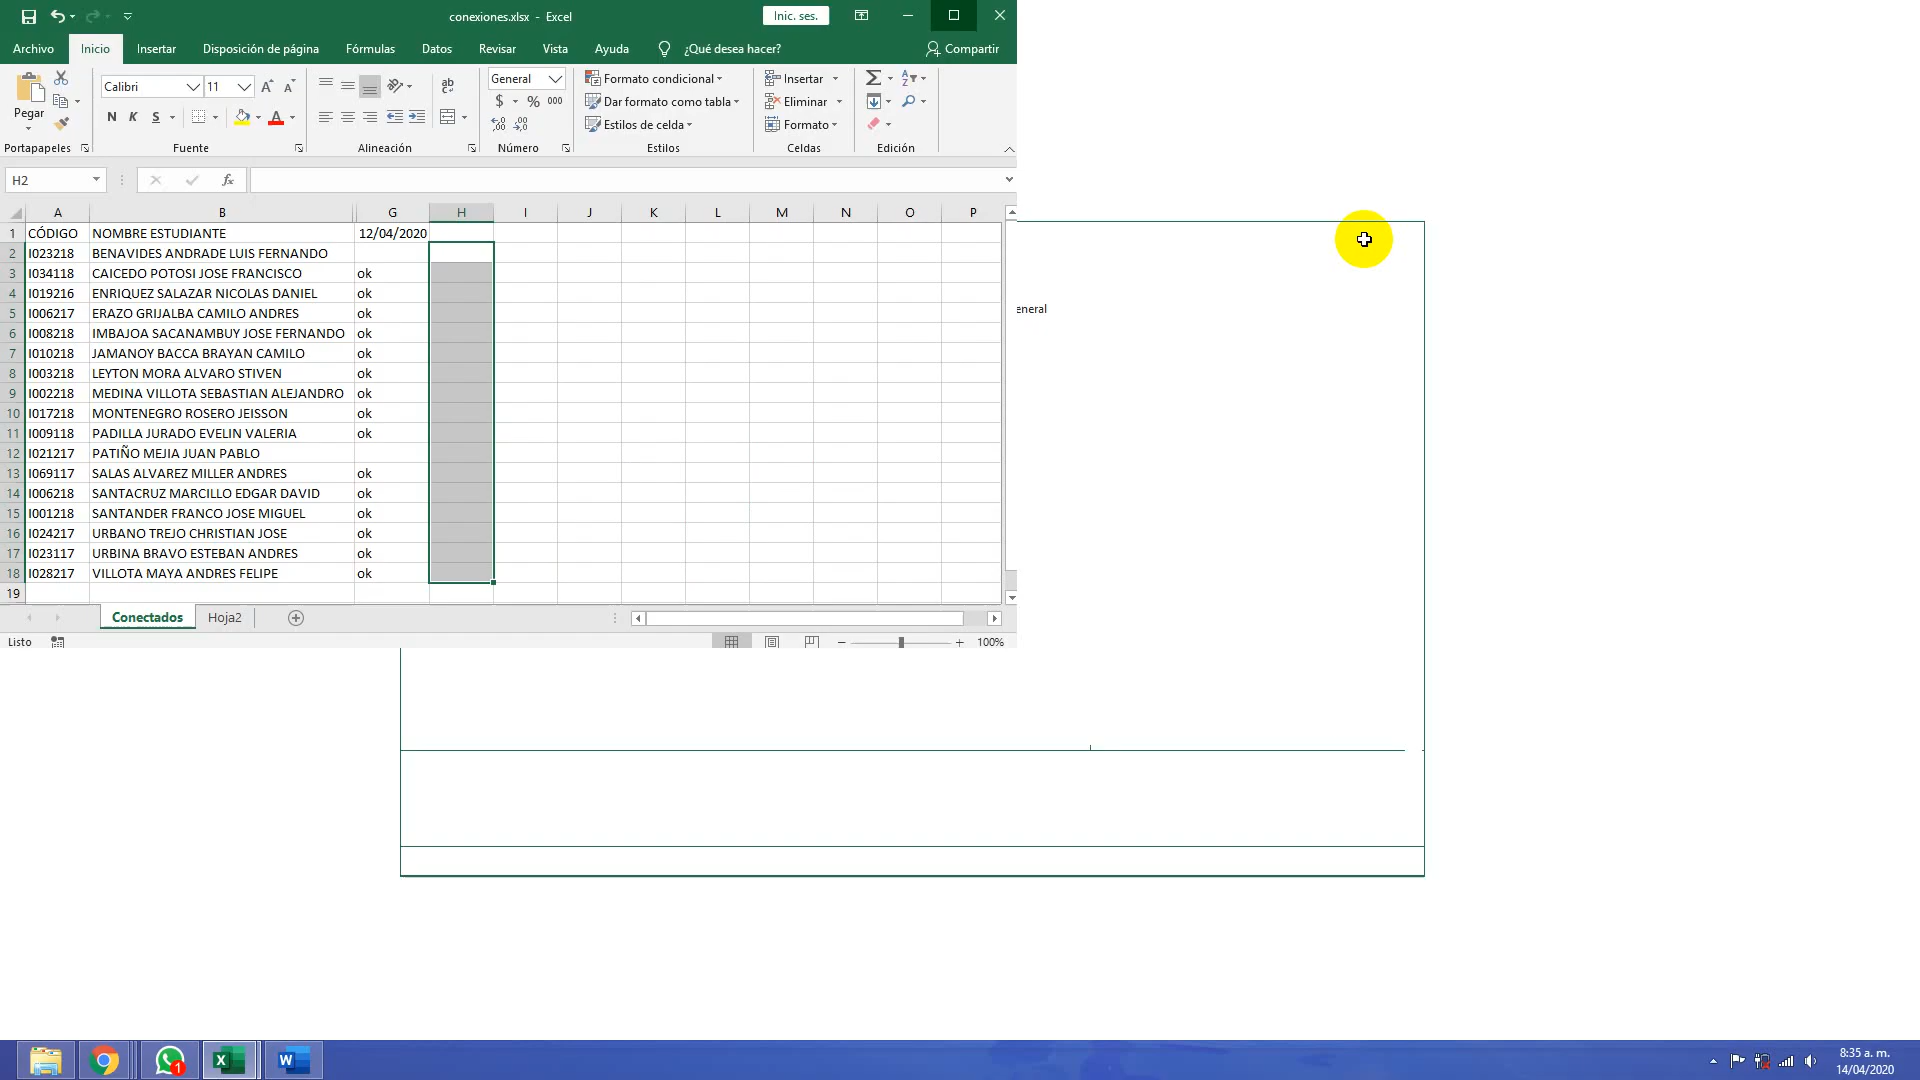 conexiones.xlsx - Excel
Inic. ses.
Archivo Inicio Insertar Disposición de página Fórmulas Datos Revisar Vista Ayuda ¿Qué desea hacer? Compartir
Pegar
Portapapeles
Calibri 11
N K S
Fuente
ab
Alineación
General
$ % 000
Número
Formato condicional
Dar formato como tabla
Estilos de celda
Estilos
Insertar
Eliminar
Formato
Celdas
Edición
H2 fx
A B G H I J K L M N O P
1 CÓDIGO NOMBRE ESTUDIANTE 12/04/2020
2 I023218 BENAVIDES ANDRADE LUIS FERNANDO
3 I034118 CAICEDO POTOSI JOSE FRANCISCO ok
4 I019216 ENRIQUEZ SALAZAR NICOLAS DANIEL ok
5 I006217 ERAZO GRIJALBA CAMILO ANDRES ok
6 I008218 IMBAJOA SACANAMBUY JOSE FERNANDO ok
7 I010218 JAMANOY BACCA BRAYAN CAMILO ok
8 I003218 LEYTON MORA ALVARO STIVEN ok
9 I002218 MEDINA VILLOTA SEBASTIAN ALEJANDRO ok
10 I017218 MONTENEGRO ROSERO JEISSON ok
11 I009118 PADILLA JURADO EVELIN VALERIA ok
12 I021217 PATIÑO MEJIA JUAN PABLO
13 I069117 SALAS ALVAREZ MILLER ANDRES ok
14 I006218 SANTACRUZ MARCILLO EDGAR DAVID ok
15 I001218 SANTANDER FRANCO JOSE MIGUEL ok
16 I024217 URBANO TREJO CHRISTIAN JOSE ok
17 I023117 URBINA BRAVO ESTEBAN ANDRES ok
18 I028217 VILLOTA MAYA ANDRES FELIPE ok
19
Conectados Hoja2
Listo 100%
eneral
8:35 a. m.
14/04/2020